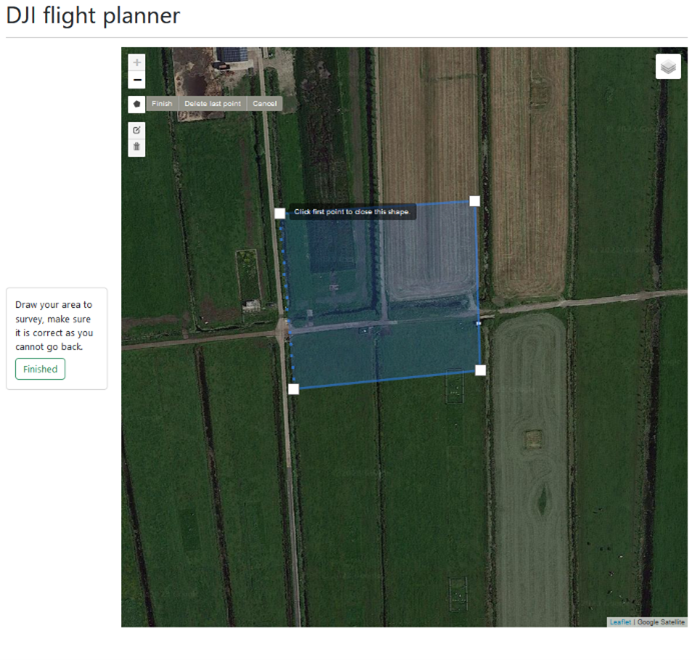 DJI flight planner
+
−
Finish Delete last point Cancel
Click first point to close this shape.
Draw your area to
survey, make sure
it is correct as you
cannot go back.
Finished
Leaflet | Google Satellite